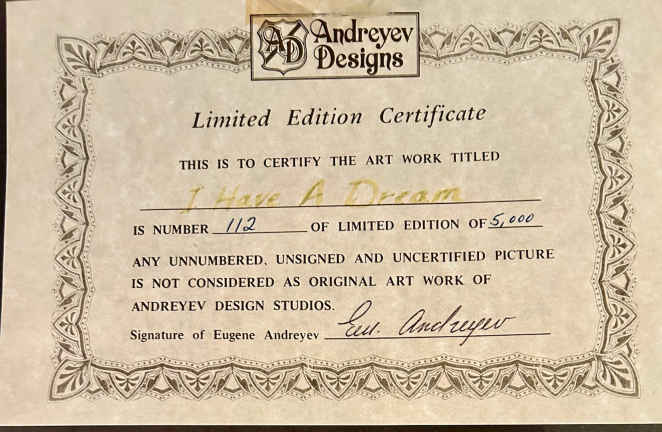 AD Andreyev
Designs
Limited Edition Certificate
THIS IS TO CERTIFY THE ART WORK TITLED
I Have A Dream
IS NUMBER 112 OF LIMITED EDITION OF 5,000
ANY UNNUMBERED, UNSIGNED AND UNCERTIFIED PICTURE
IS NOT CONSIDERED AS ORIGINAL ART WORK OF
ANDREYEV DESIGN STUDIOS.
Signature of Eugene Andreyev Eu. Andreyev